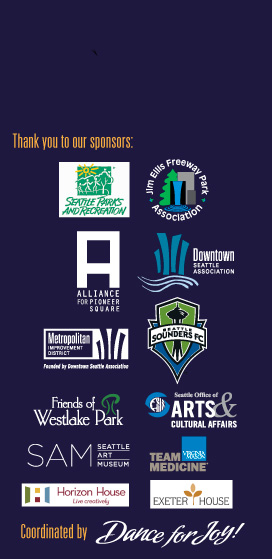 Thank you to our sponsors:
SEATTLE PARKS
AND RECREATION
Jim Ellis Freeway Park
Association
ALLIANCE
FOR PIONEER
SQUARE
Downtown
SEATTLE
ASSOCIATION
Metropolitan
IMPROVEMENT
DISTRICT
Founded by Downtown Seattle Association
SEATTLE
SOUNDERS FC
Friends of
Westlake Park
Seattle Office of
ARTS&
CULTURAL AFFAIRS
SAM SEATTLE
ART
MUSEUM
TEAM
MEDICINE
Horizon House
Live creatively
EXETER HOUSE
Coordinated by Dance for Joy!